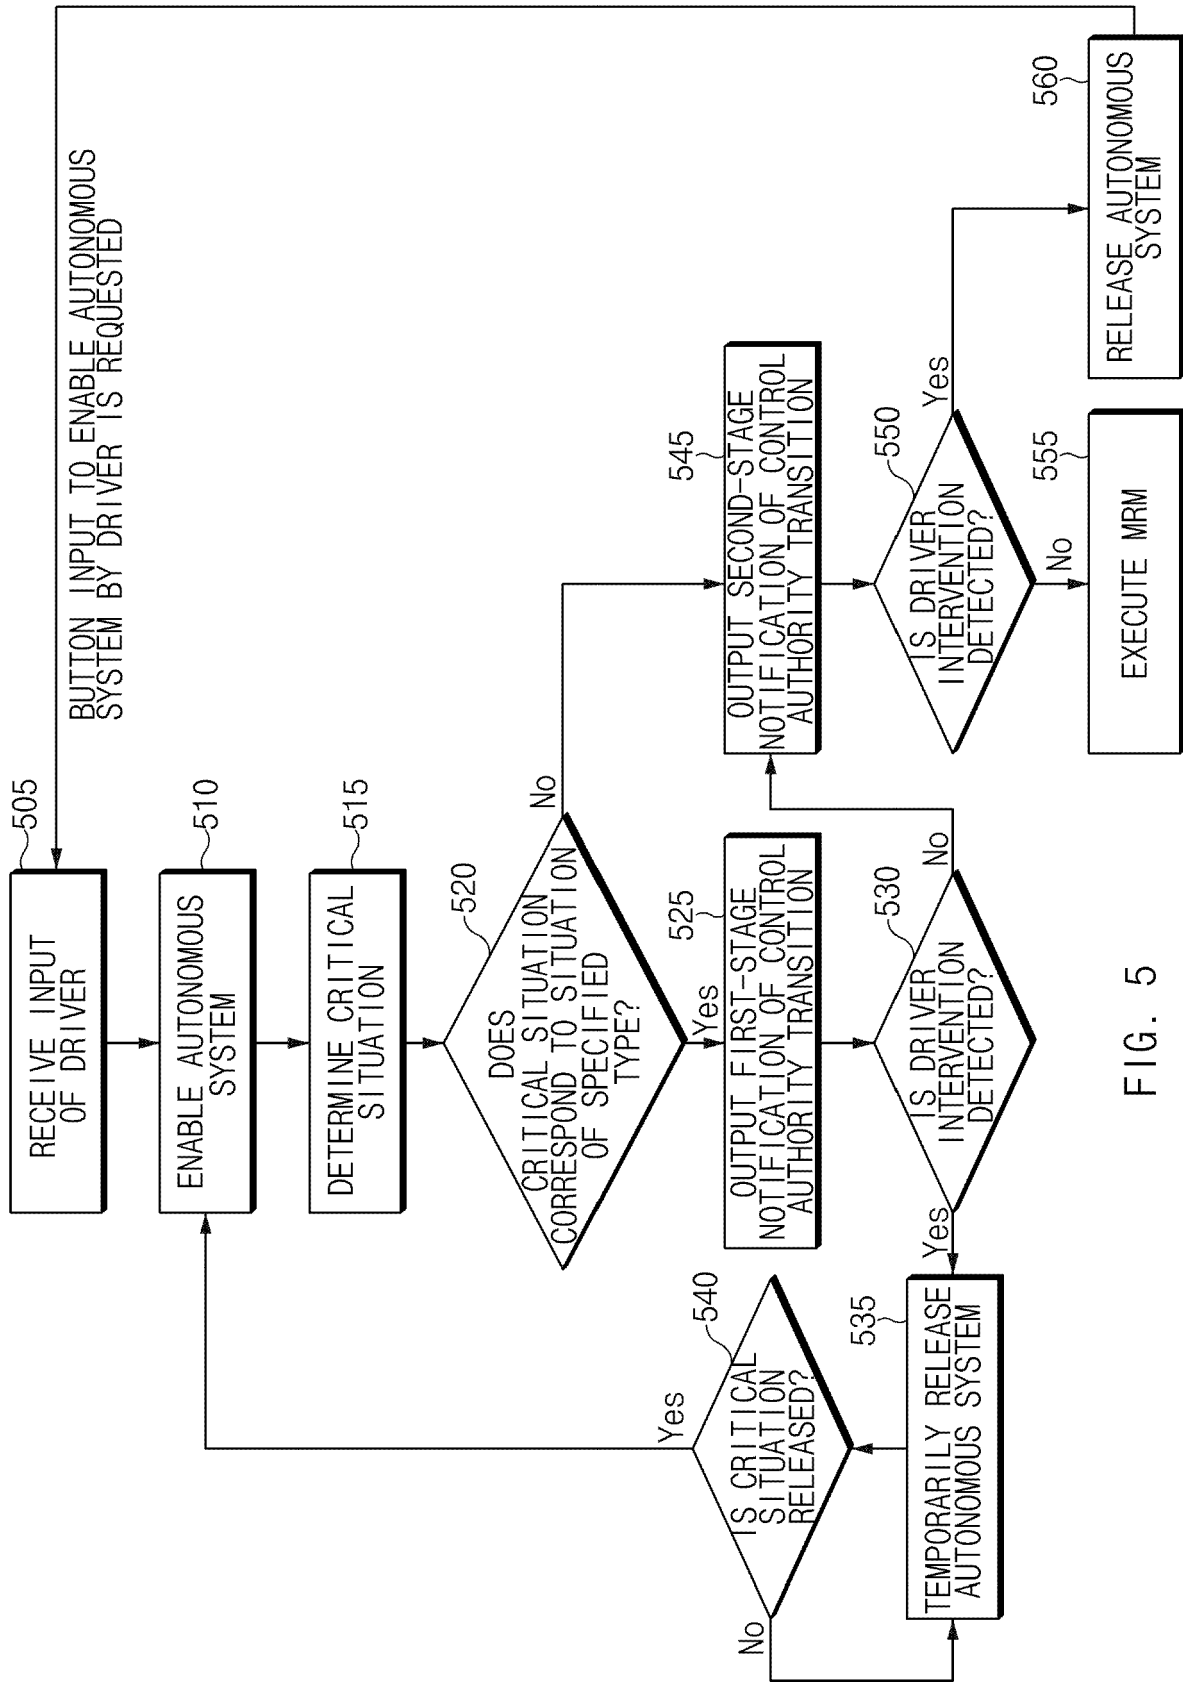 BUTTON INPUT TO ENABLE AUTONOMOUS
SYSTEM BY DRIVER IS REQUESTED
505
RECEIVE INPUT
OF DRIVER
510
ENABLE AUTONOMOUS
SYSTEM
515
DETERMINE CRITICAL
SITUATION
520
DOES
CRITICAL SITUATION
CORRESPOND TO SITUATION
OF SPECIFIED
TYPE?
No
Yes
525
OUTPUT FIRST-STAGE
NOTIFICATION OF CONTROL
AUTHORITY TRANSITION
530
IS DRIVER
INTERVENTION
DETECTED?
No
Yes
535
TEMPORARILY RELEASE
AUTONOMOUS SYSTEM
540
IS CRITICAL
SITUATION
RELEASED?
Yes
No
545
OUTPUT SECOND-STAGE
NOTIFICATION OF CONTROL
AUTHORITY TRANSITION
550
IS DRIVER
INTERVENTION
DETECTED?
Yes
No
555
EXECUTE MRM
560
RELEASE AUTONOMOUS
SYSTEM
FIG. 5